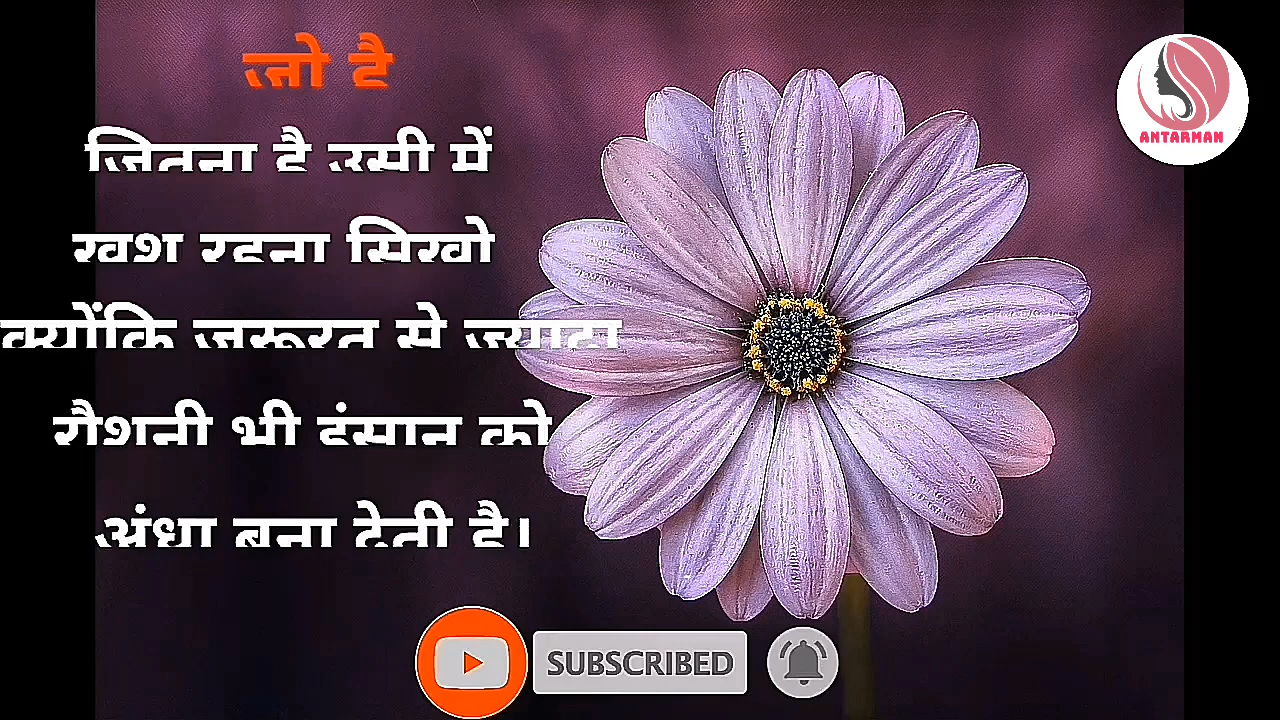 जो है
जितना है उसी में
खुश रहना सिखो
क्योंकि जरूरत से ज्यादा
रौशनी भी इंसान को
अंधा बना देती है।
ANTARMAN
SUBSCRIBED